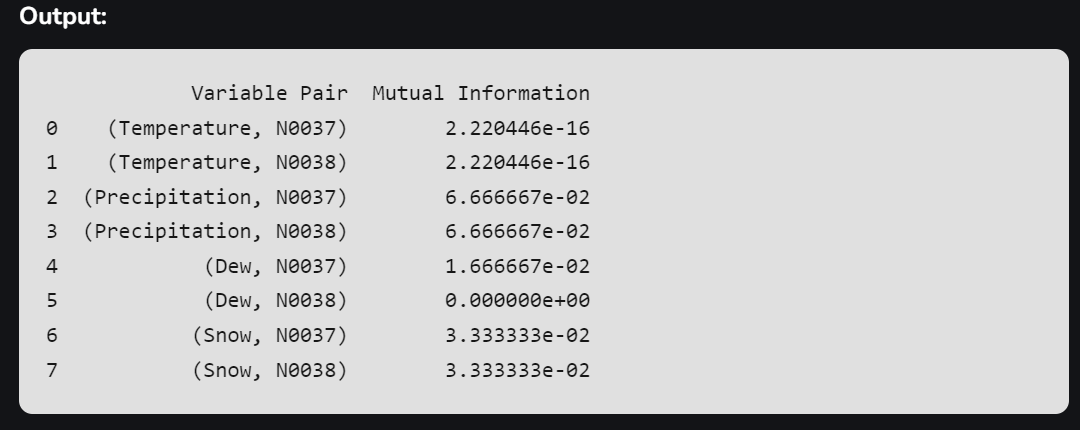 Output:
Variable Pair  Mutual Information
0    (Temperature, N0037)        2.220446e-16
1    (Temperature, N0038)        2.220446e-16
2  (Precipitation, N0037)        6.666667e-02
3  (Precipitation, N0038)        6.666667e-02
4            (Dew, N0037)        1.666667e-02
5            (Dew, N0038)        0.000000e+00
6           (Snow, N0037)        3.333333e-02
7           (Snow, N0038)        3.333333e-02